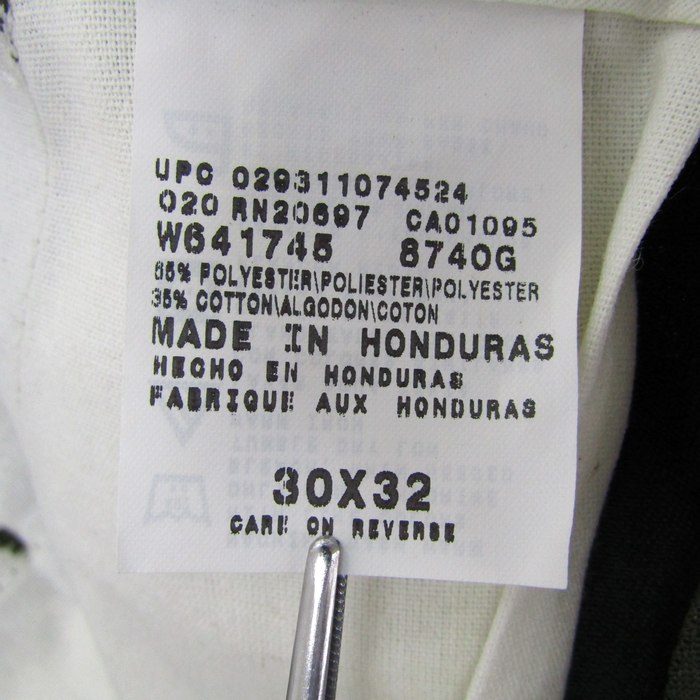 UPC 029311074524
020 RN20697 CA01095
W641745 8740G
65% POLYESTER\POLIESTER\POLYESTER
35% COTTON\ALGODON\COTON
MADE IN HONDURAS
HECHO EN HONDURAS
FABRIQUE AUX HONDURAS
30X32
CARE ON REVERSE